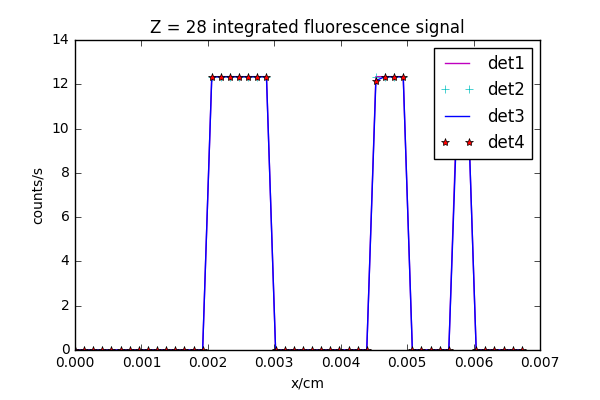 Z = 28 integrated fluorescence signal
14
12
10
8
6
4
2
0
counts/s
det1
det2
det3
det4
0.000 0.001 0.002 0.003 0.004 0.005 0.006 0.007
x/cm